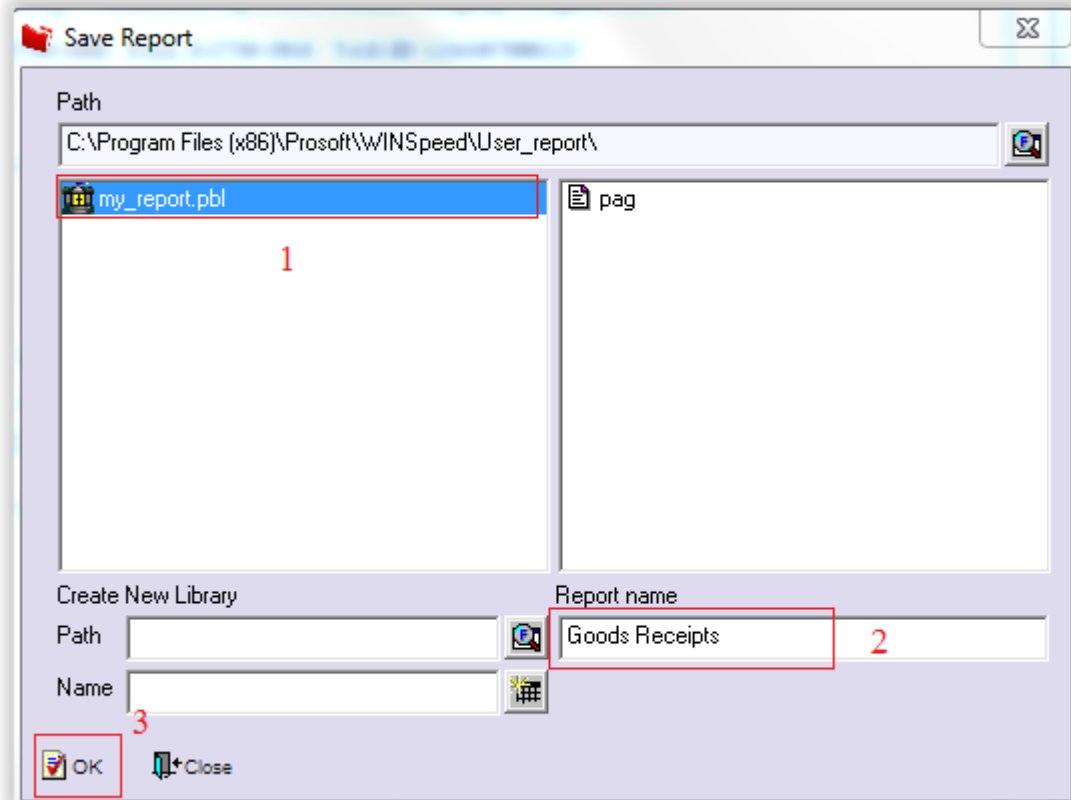 Save Report
Path
C:\Program Files (x86)\Prosoft\WINSpeed\User_report\
my_report.pbl
pag
1
Create New Library
Report name
Path
Goods Receipts
2
Name
3
OK
Close